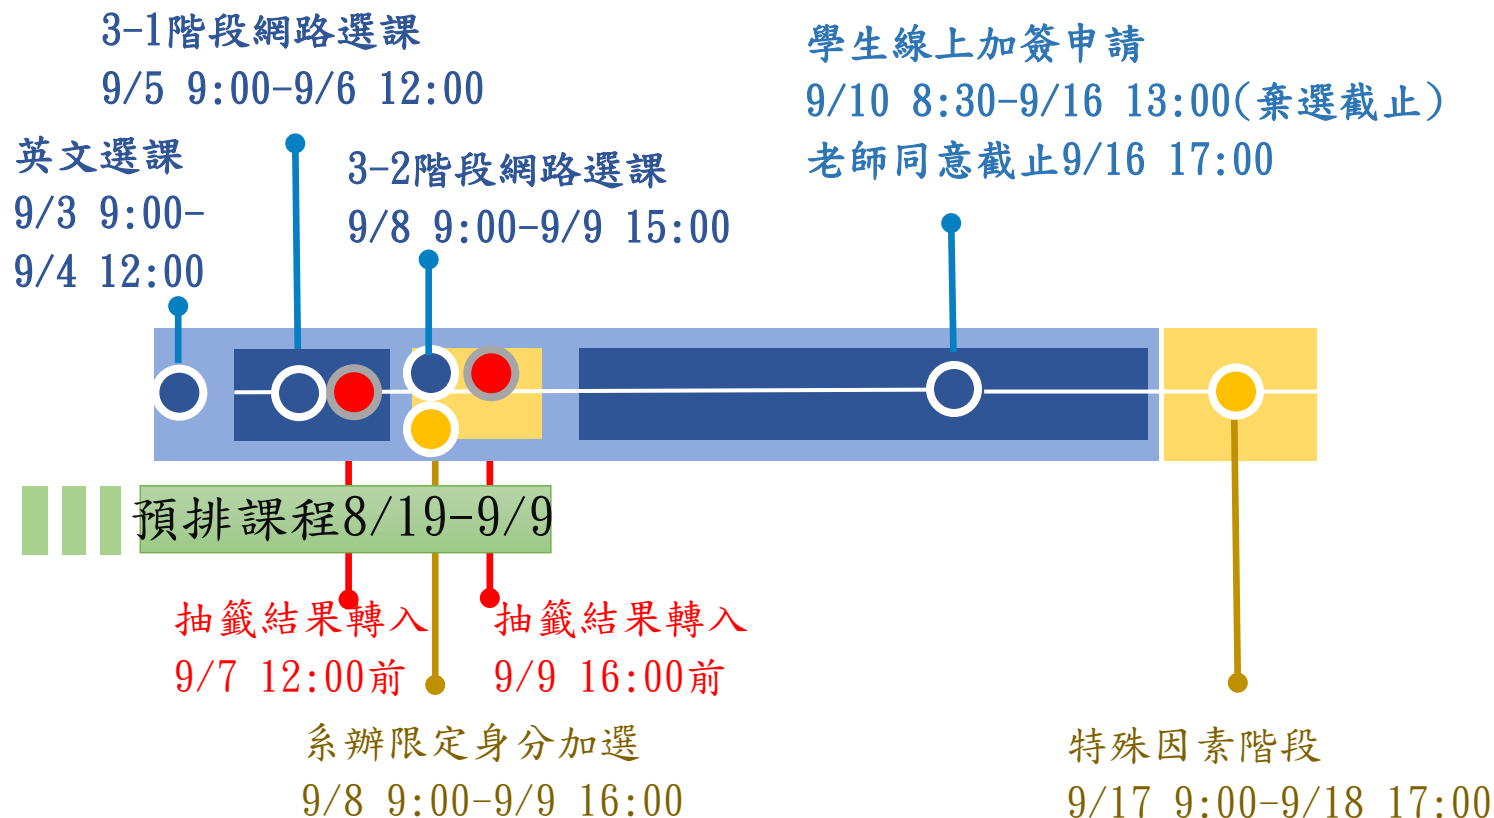 3-1階段網路選課
9/5 9:00-9/6 12:00
學生線上加簽申請
9/10 8:30-9/16 13:00(棄選截止)
老師同意截止9/16 17:00
英文選課
9/3 9:00-
9/4 12:00
3-2階段網路選課
9/8 9:00-9/9 15:00
預排課程8/19-9/9
抽籤結果轉入
9/7 12:00前
抽籤結果轉入
9/9 16:00前
系辦限定身分加選
9/8 9:00-9/9 16:00
特殊因素階段
9/17 9:00-9/18 17:00